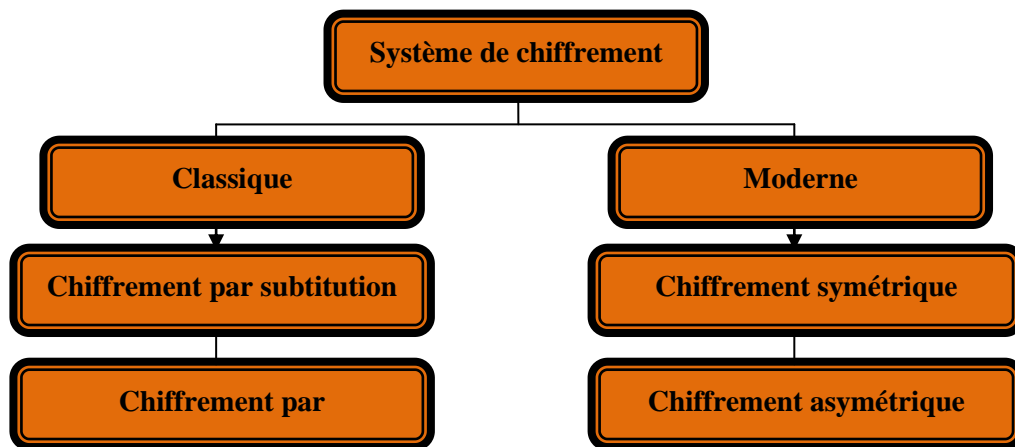 Système de chiffrement
Classique
Moderne
Chiffrement par subtitution
Chiffrement symétrique
Chiffrement par
Chiffrement asymétrique